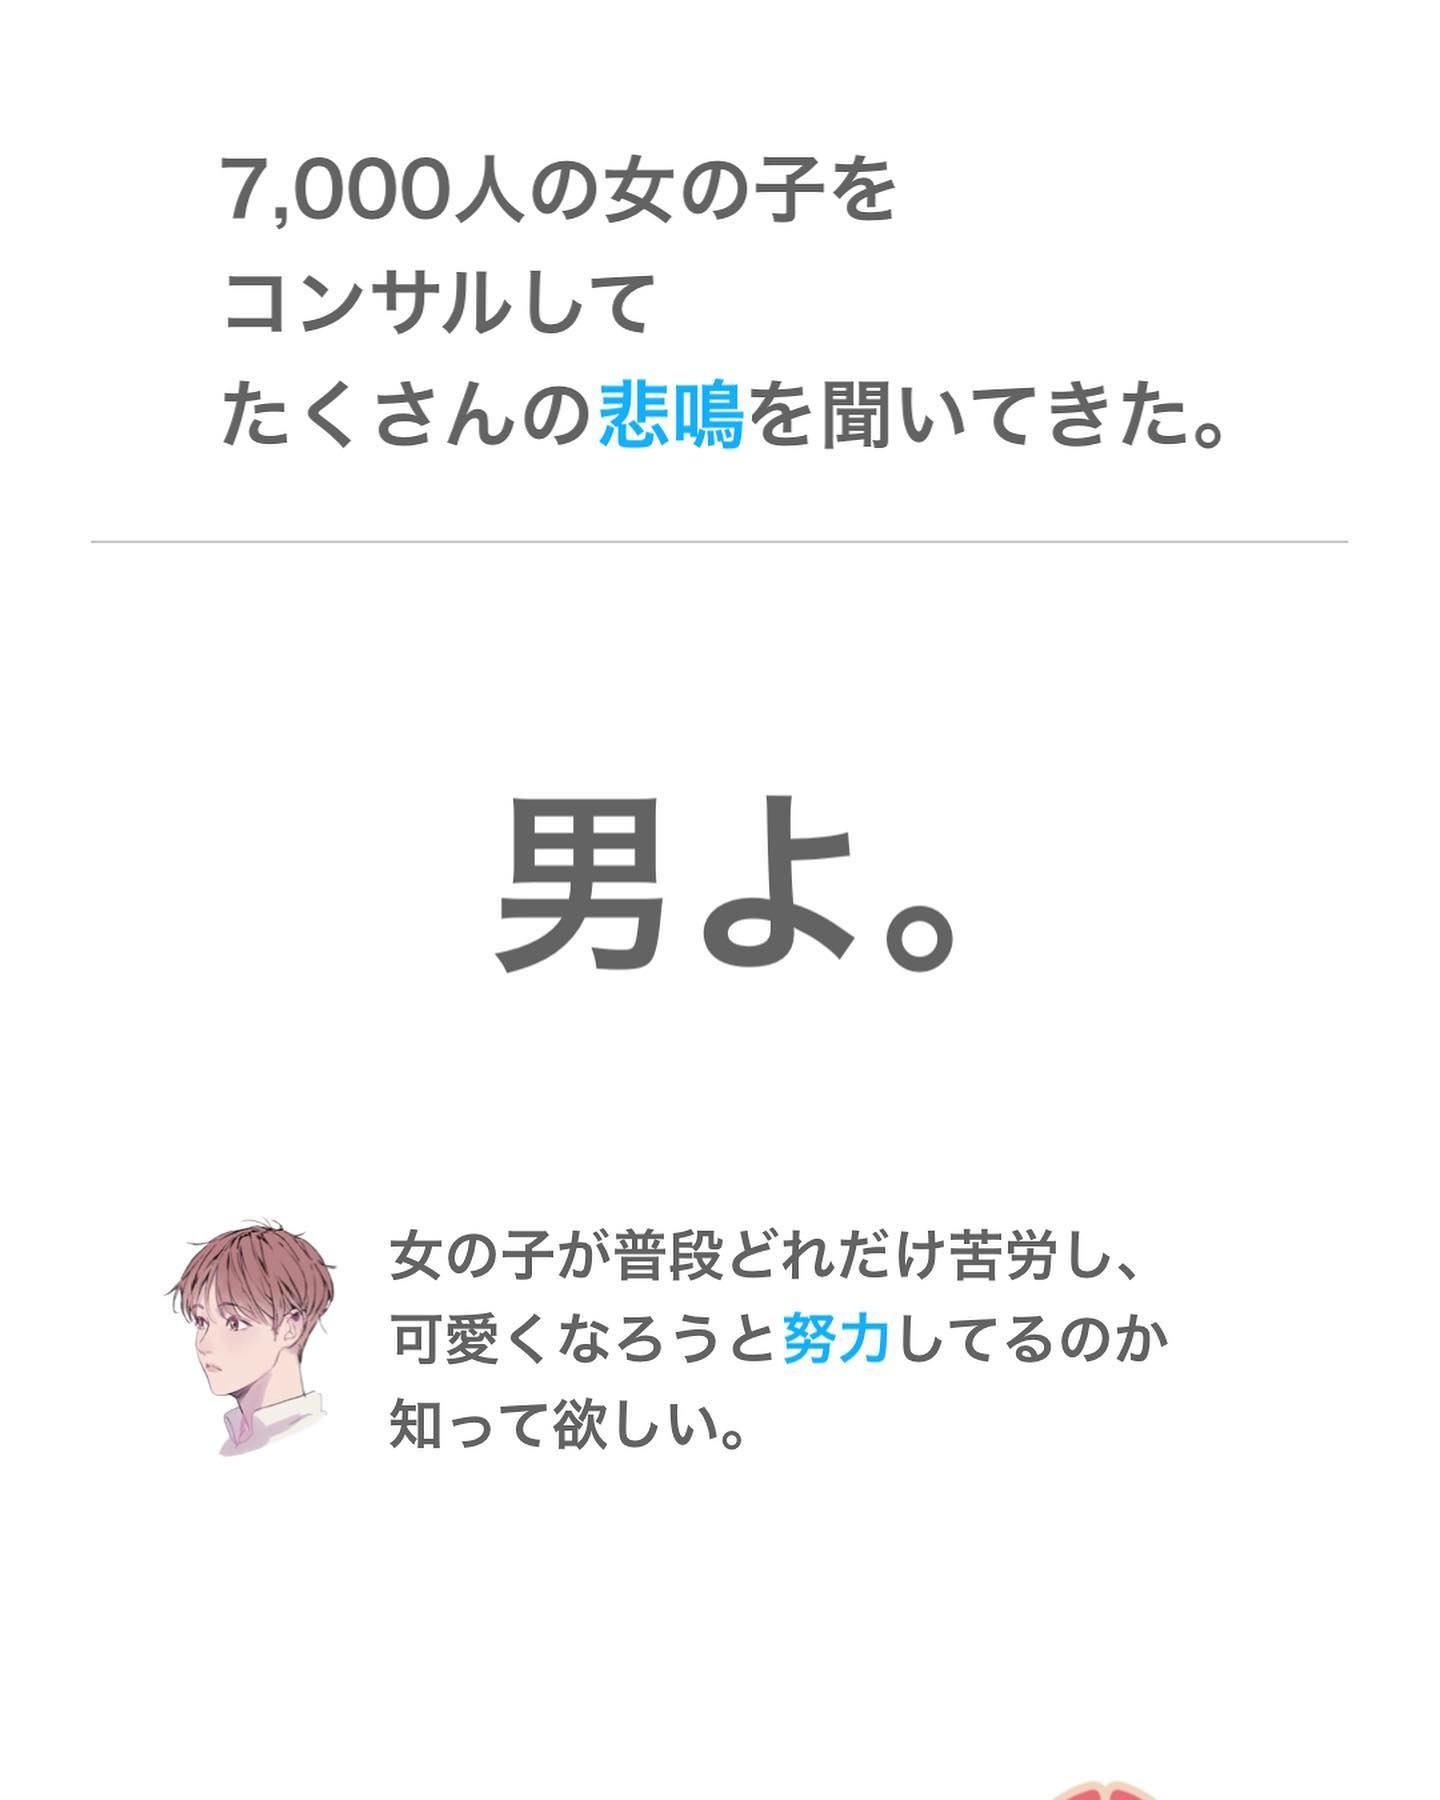 7,000人の女の子を
コンサルして
たくさんの悲鳴を聞いてきた。
男よ。
女の子が普段どれだけ苦労し、
可愛くなろうと努力してるのか
知って欲しい。